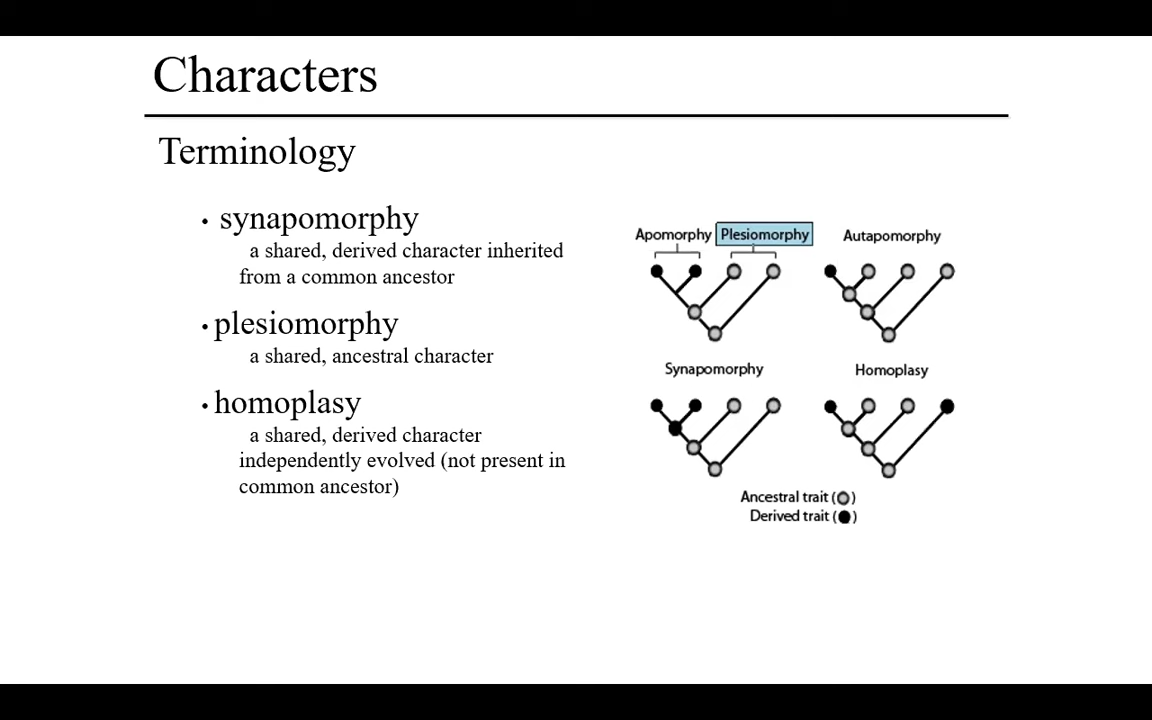 Characters
Terminology
• synapomorphy
a shared, derived character inherited
from a common ancestor
• plesiomorphy
a shared, ancestral character
• homoplasy
a shared, derived character
independently evolved (not present in
common ancestor)
Apomorphy Plesiomorphy Autapomorphy
Synapomorphy Homoplasy
Ancestral trait ( )
Derived trait ( )